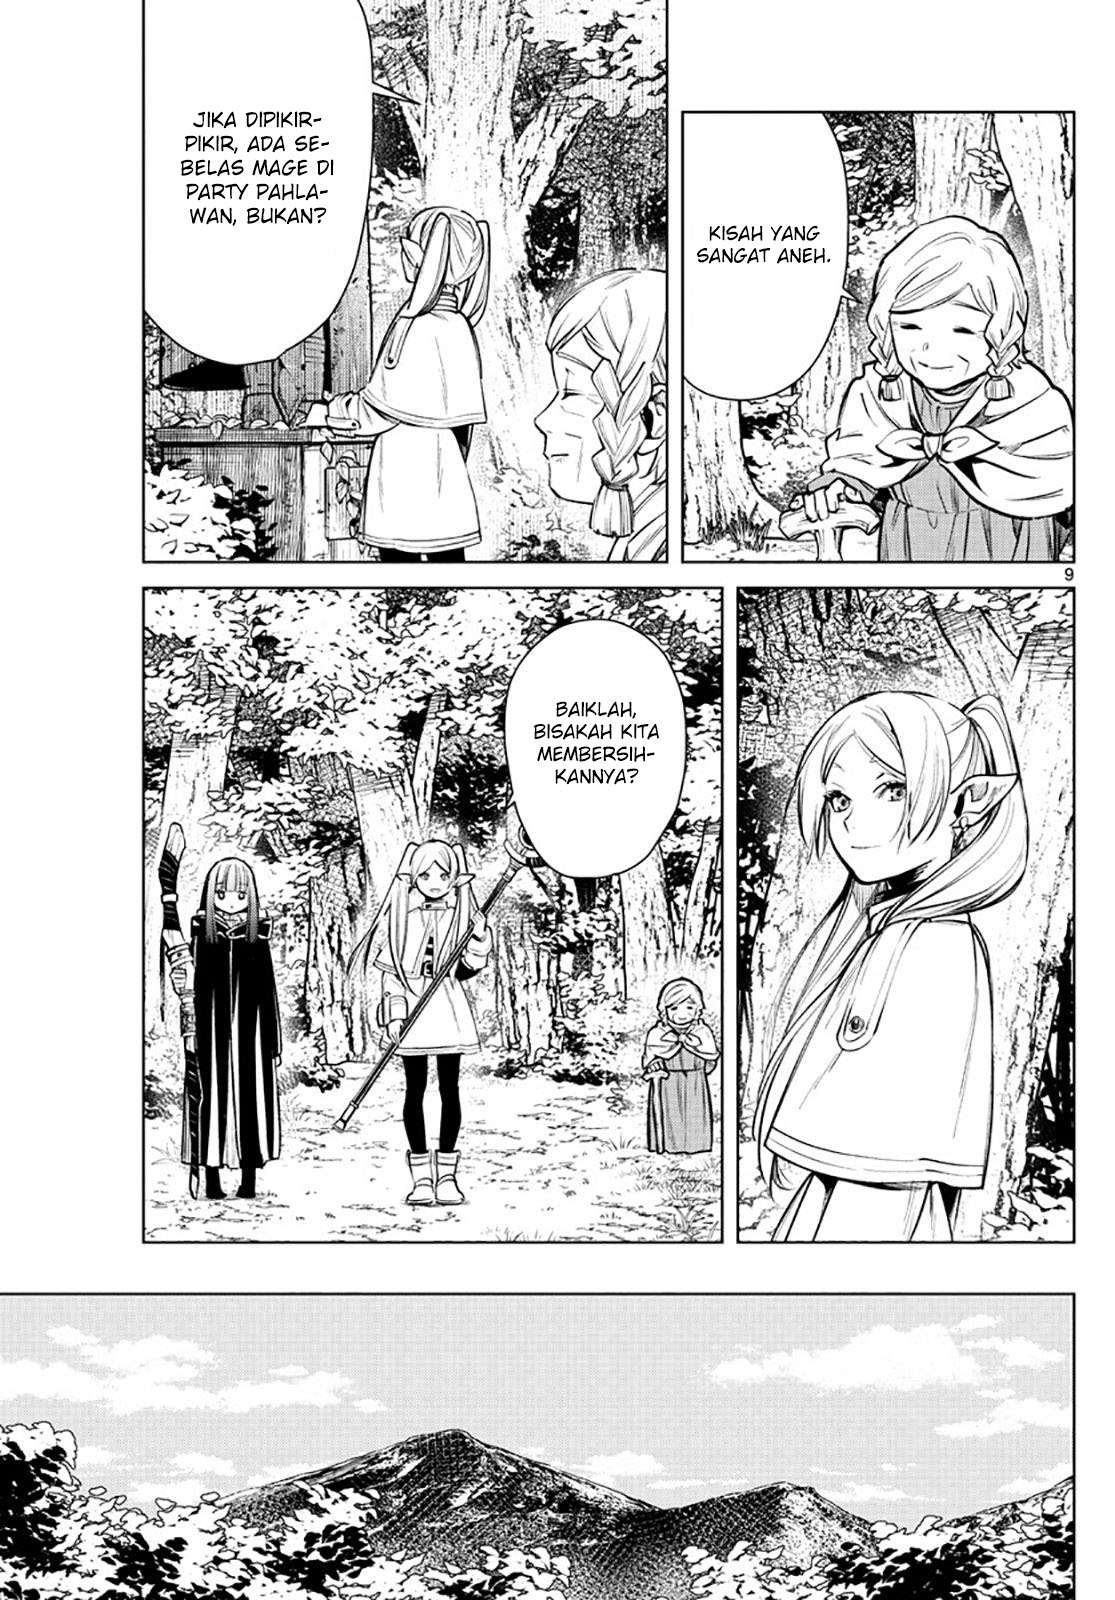 KISAH YANG
SANGAT ANEH.
JIKA DIPIKIR-
PIKIR, ADA SE-
BELAS MAGE DI
PARTY PAHLA-
WAN, BUKAN?
9
BAIKLAH,
BISAKAH KITA
MEMBERSIH-
KANNYA?